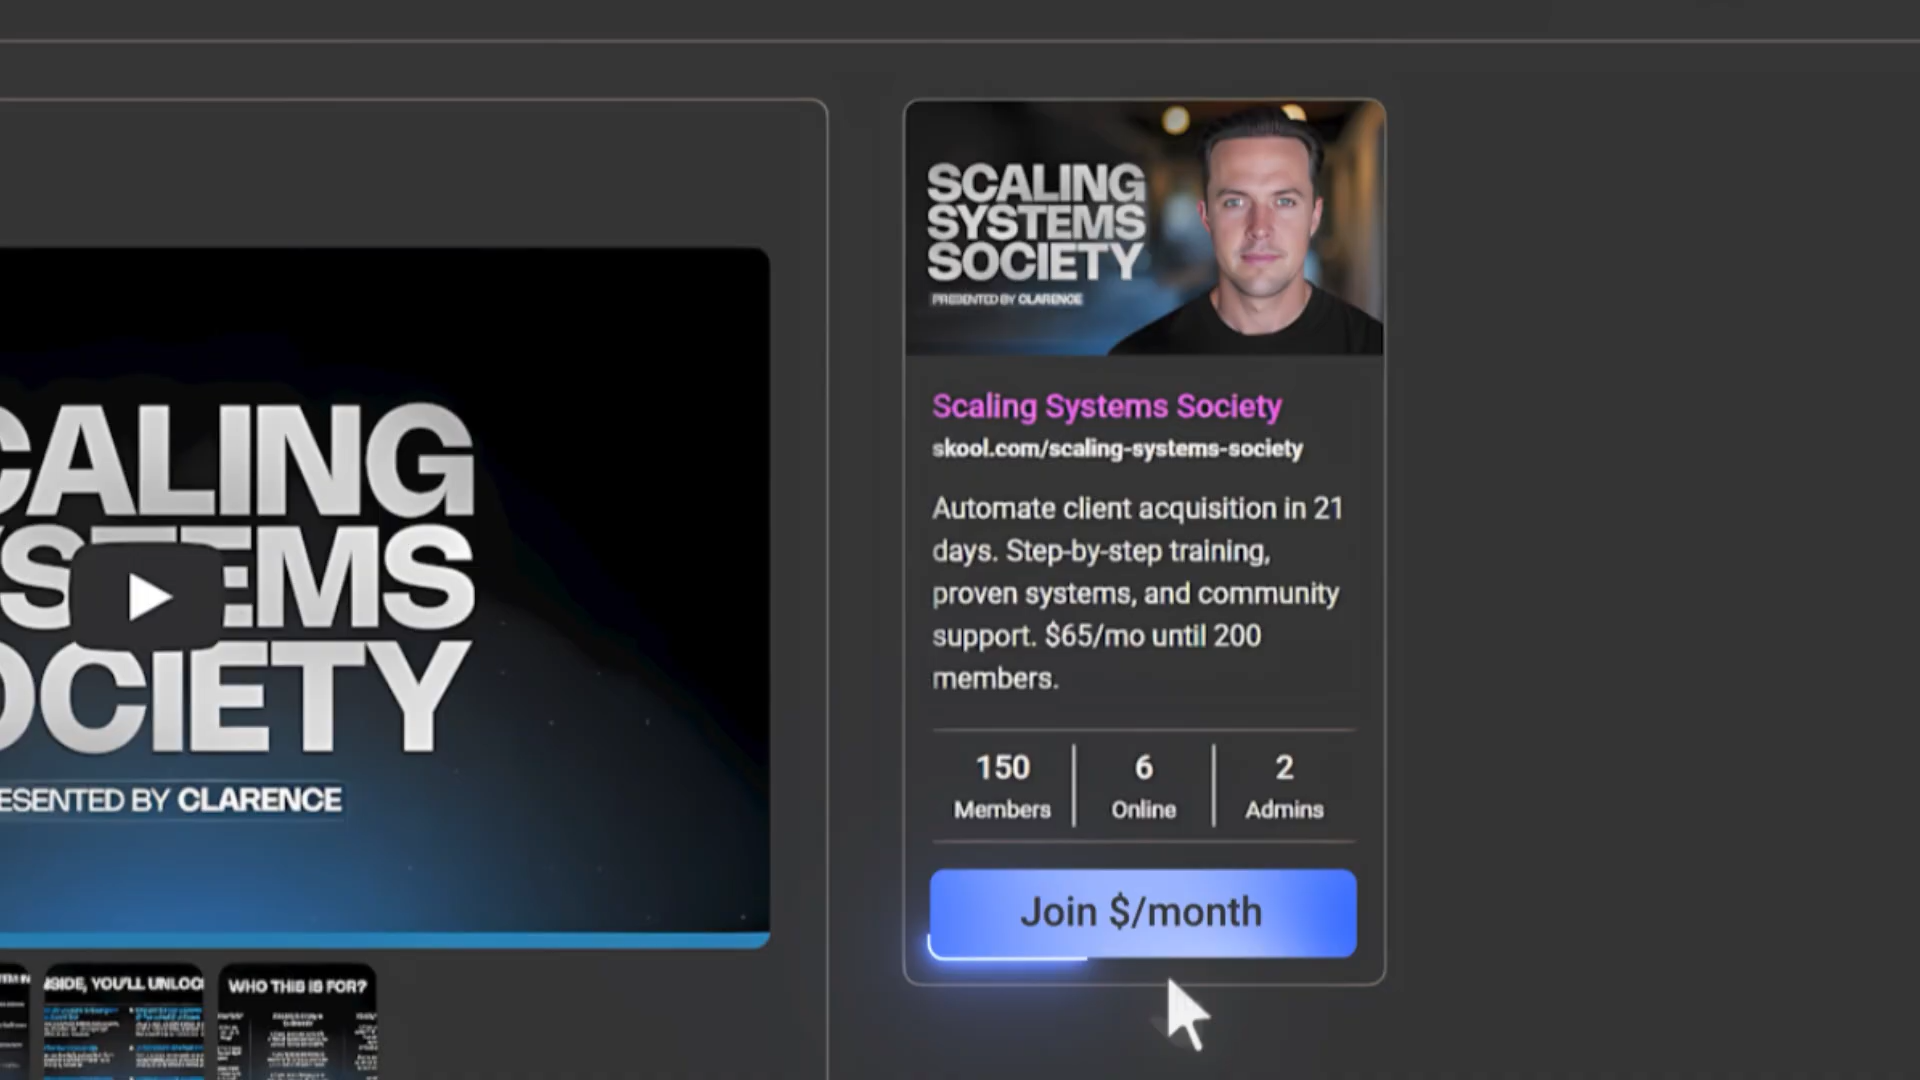 CALING
YSTEMS
OCIETY
ESENTED BY CLARENCE
SIDE, YOU'LL UNLOC
WHO THIS IS FOR?
SCALING
SYSTEMS
SOCIETY
PRESENTED BY CLARENCE
Scaling Systems Society
skool.com/scaling-systems-society
Automate client acquisition in 21
days. Step-by-step training,
proven systems, and community
support. $65/mo until 200
members.
150
Members
6
Online
2
Admins
Join $/month